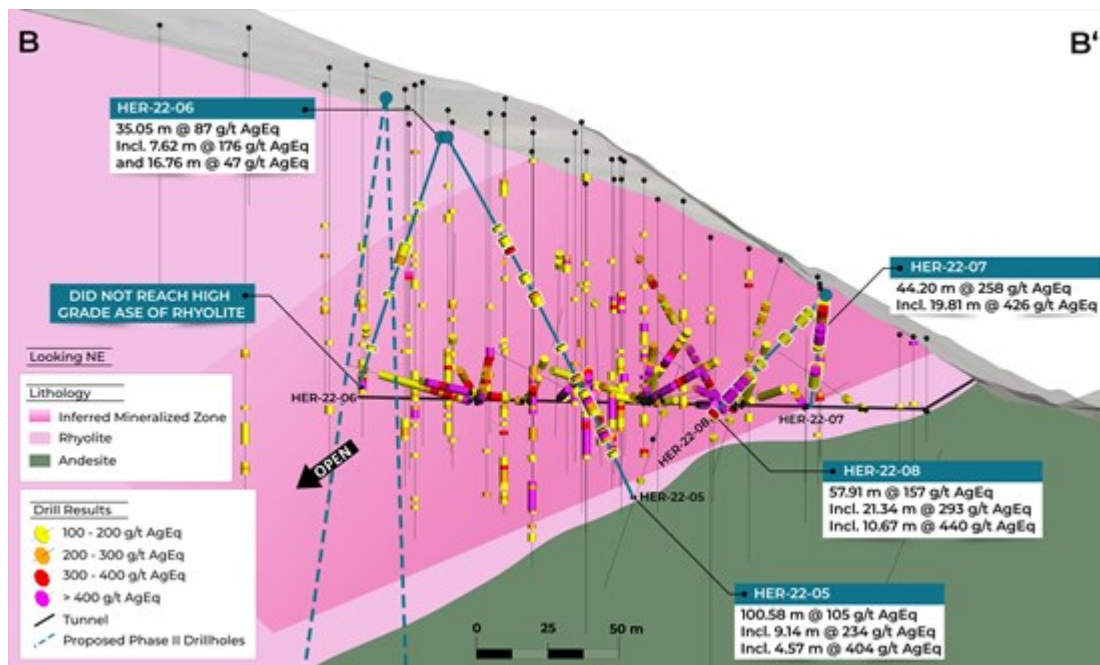 B
B'
HER-22-06
35.05 m @ 87 g/t AgEq
Incl. 7.62 m @ 176 g/t AgEq
and 16.76 m @ 47 g/t AgEq
HER-22-07
44.20 m @ 258 g/t AgEq
Incl. 19.81 m @ 426 g/t AgEq
DID NOT REACH HIGH
GRADE ASE OF RHYOLITE
Looking NE
Lithology
Inferred Mineralized Zone
Rhyolite
Andesite
HER-22-06
HER-22-07
HER-22-08
HER-22-05
OPEN
HER-22-08
57.91 m @ 157 g/t AgEq
Incl. 21.34 m @ 293 g/t AgEq
Incl. 10.67 m @ 440 g/t AgEq
Drill Results
100 - 200 g/t AgEq
200 - 300 g/t AgEq
300 - 400 g/t AgEq
> 400 g/t AgEq
Tunnel
Proposed Phase II Drillholes
HER-22-05
100.58 m @ 105 g/t AgEq
Incl. 9.14 m @ 234 g/t AgEq
Incl. 4.57 m @ 404 g/t AgEq
0 25 50 m